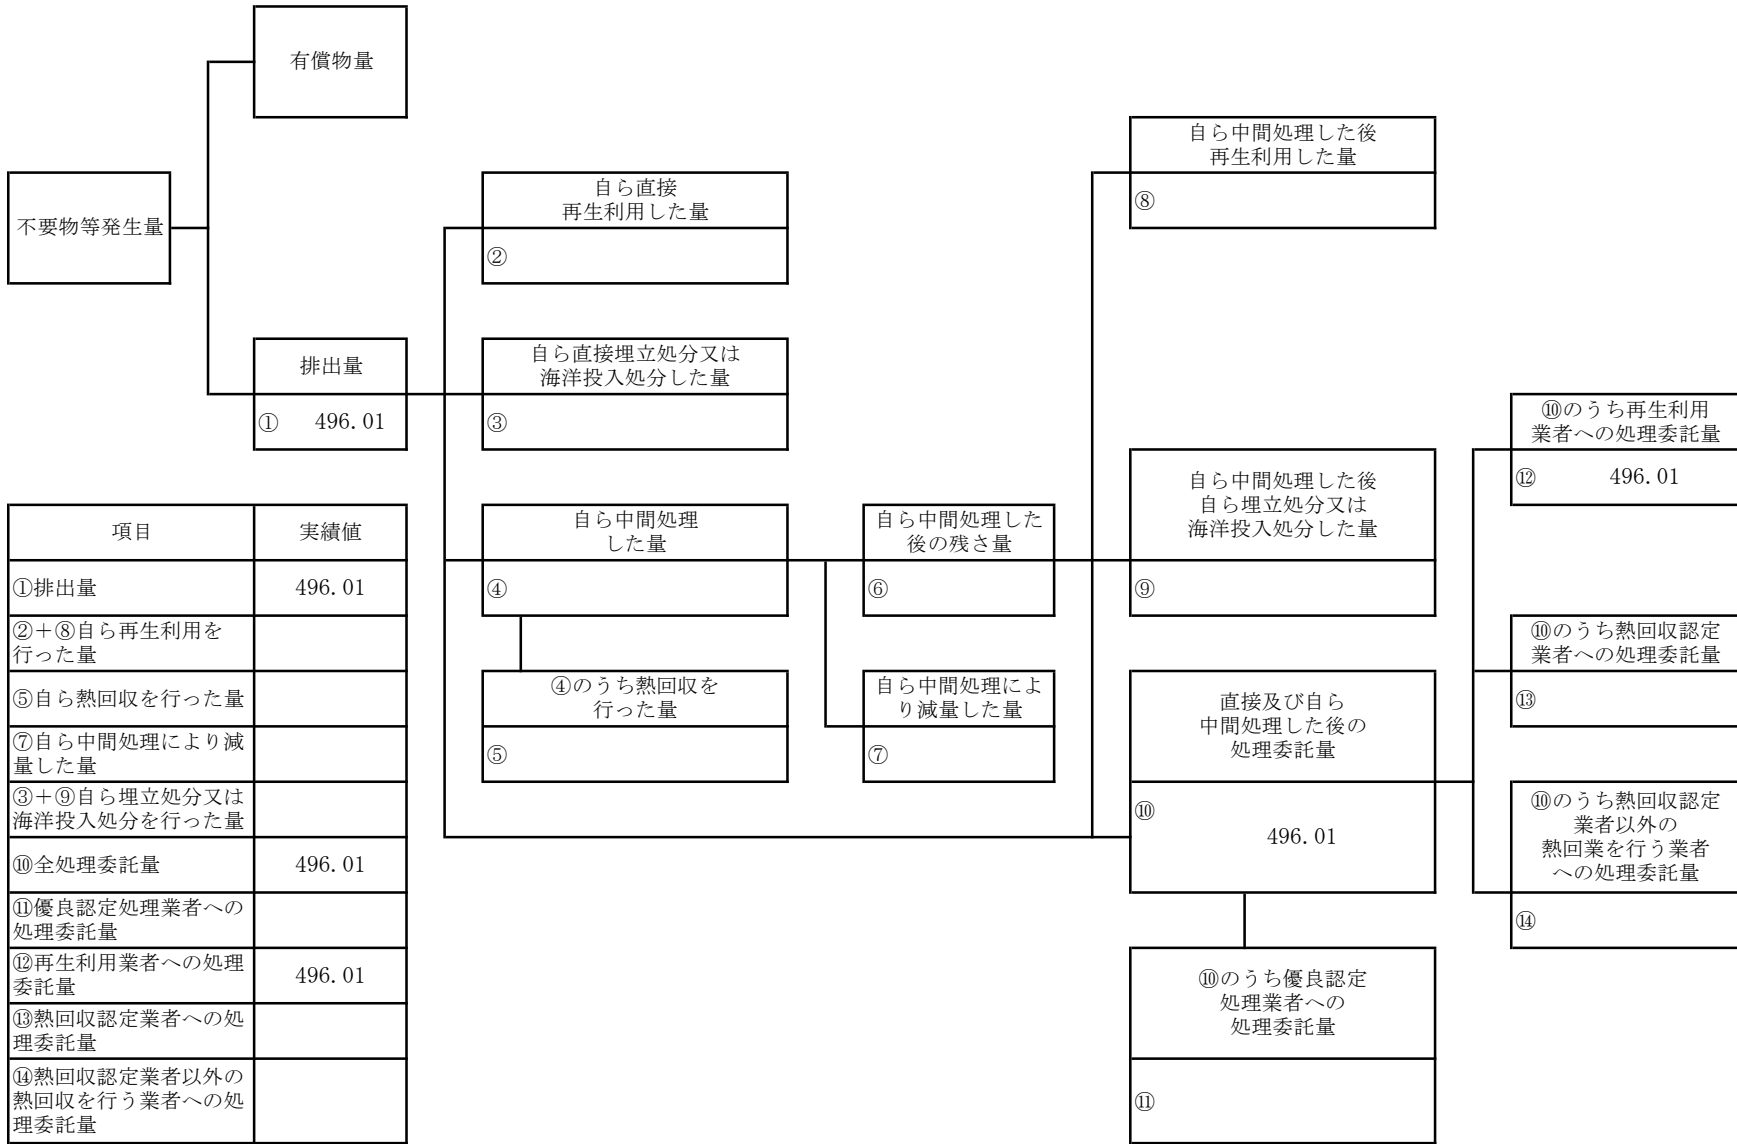 有償物量
不要物等発生量
排出量
① 496.01
自ら直接
再生利用した量
②
自ら直接埋立処分又は
海洋投入処分した量
③
自ら中間処理
した量
④
④のうち熱回収を
行った量
⑤
自ら中間処理した
後の残さ量
⑥
自ら中間処理によ
り減量した量
⑦
自ら中間処理した後
再生利用した量
⑧
自ら中間処理した後
自ら埋立処分又は
海洋投入処分した量
⑨
直接及び自ら
中間処理した後の
処理委託量
⑩
496.01
⑩のうち優良認定
処理業者への
処理委託量
⑪
⑩のうち再生利用
業者への処理委託量
⑫ 496.01
⑩のうち熱回収認定
業者への処理委託量
⑬
⑩のうち熱回収認定
業者以外の
熱回業を行う業者
への処理委託量
⑭
項目 実績値
①排出量 496.01
②＋⑧自ら再生利用を
行った量
⑤自ら熱回収を行った量
⑦自ら中間処理により減
量した量
③＋⑨自ら埋立処分又は
海洋投入処分を行った量
⑩全処理委託量 496.01
⑪優良認定処理業者への
処理委託量
⑫再生利用業者への処理
委託量 496.01
⑬熱回収認定業者への処
理委託量
⑭熱回収認定業者以外の
熱回収を行う業者への処
理委託量